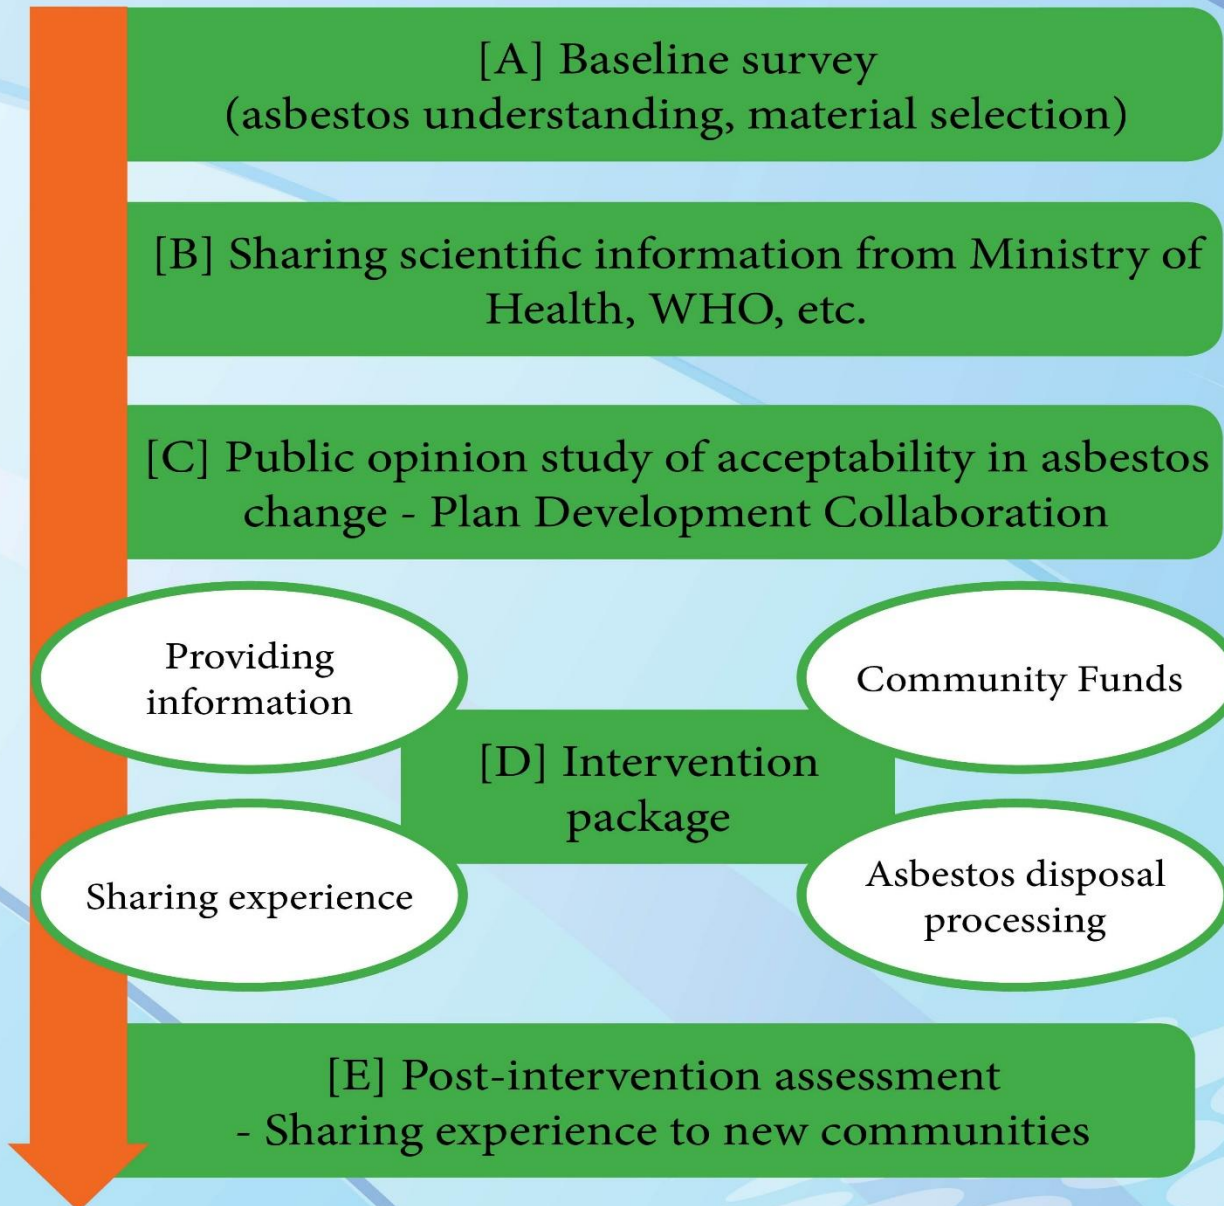 [A] Baseline survey
(asbestos understanding, material selection)
[B] Sharing scientific information from Ministry of
Health, WHO, etc.
[C] Public opinion study of acceptability in asbestos
change - Plan Development Collaboration
Providing
information
Community Funds
[D] Intervention
package
Sharing experience
Asbestos disposal
processing
[E] Post-intervention assessment
- Sharing experience to new communities